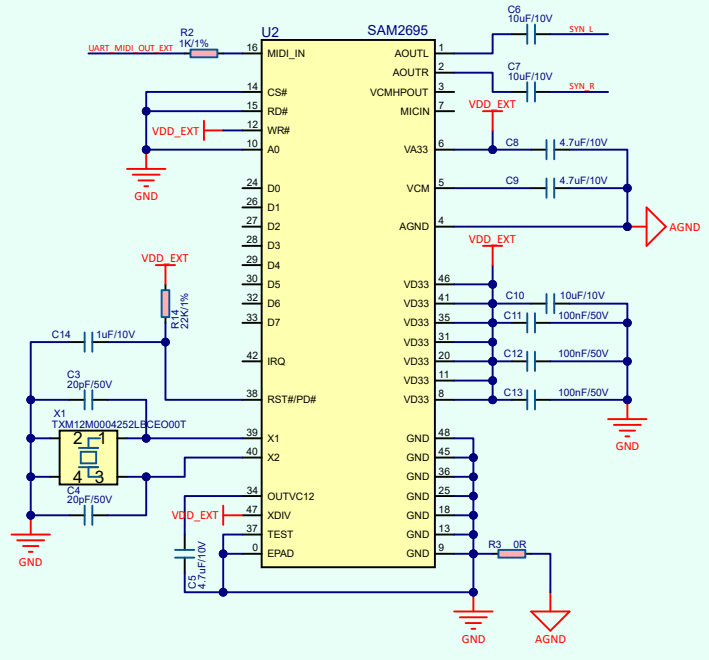 C6
10uF/10V
SYN_L
U2
SAM2695
R2
1K/1%
UART_MIDI_OUT_EXT
16 MIDI_IN
AOUTL 1
AOUTR 2
C7
10uF/10V
SYN_R
14 CS#
VCMHPOUT 3
15 RD#
MICIN 7
VDD_EXT
VDD_EXT
12 WR#
10 A0
VA33 6
C8
4.7uF/10V
GND
24 D0
VCM 5
C9
4.7uF/10V
26 D1
27 D2
AGND 4
AGND
28 D3
VDD_EXT
29 D4
VDD_EXT
30 D5
VD33 46
32 D6
VD33 41
C10
10uF/10V
33 D7
VD33 35
C11
100nF/50V
R14
22K/1%
C14
1uF/10V
VD33 31
42 IRQ
VD33 20
C12
100nF/50V
VD33 11
C3
20pF/50V
38 RST#/PD#
VD33 8
C13
100nF/50V
X1
TXM12M0004252LBCEO00T
2 1
4 3
39 X1
GND 48
GND
40 X2
GND 45
GND 36
C4
20pF/50V
34 OUTVC12
GND 25
VDD_EXT
47 XDIV
GND 18
37 TEST
GND 13
0 EPAD
GND 9
R3 0R
GND
C5
4.7uF/10V
GND
AGND